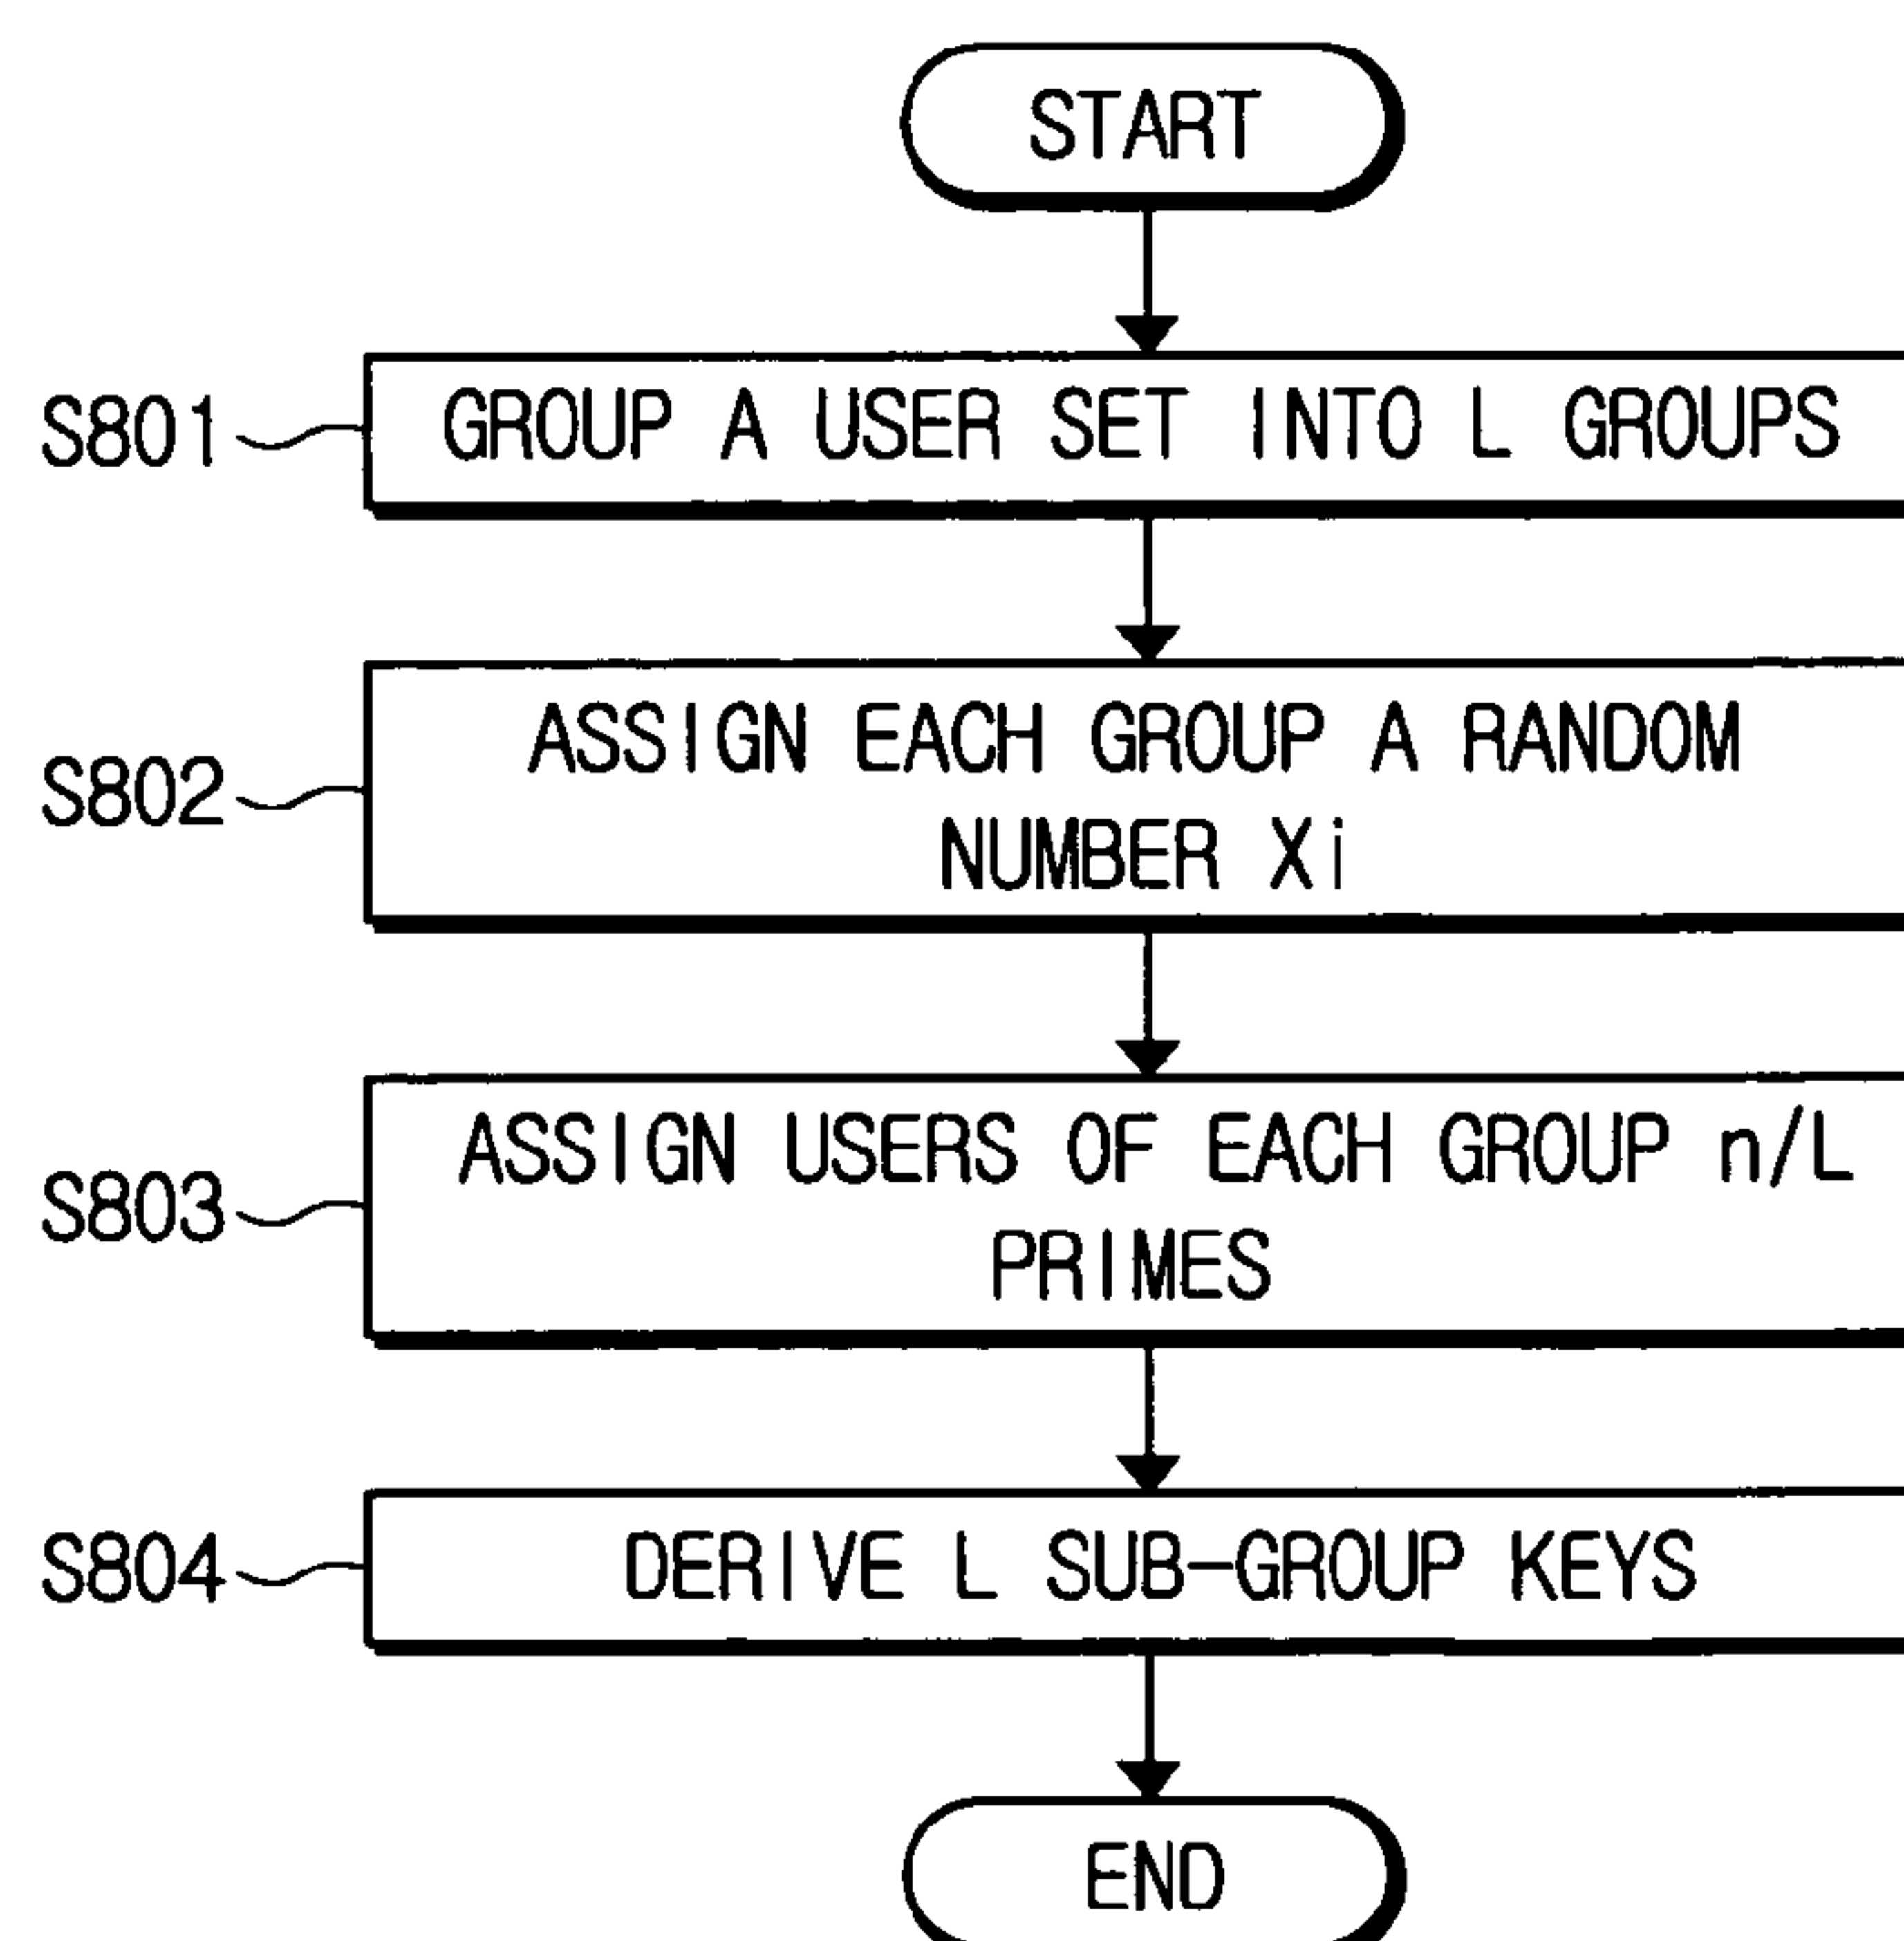 START
S801
GROUP A USER SET INTO L GROUPS
S802
ASSIGN EACH GROUP A RANDOM
NUMBER Xi
S803
ASSIGN USERS OF EACH GROUP n/L
PRIMES
S804
DERIVE L SUB-GROUP KEYS
END